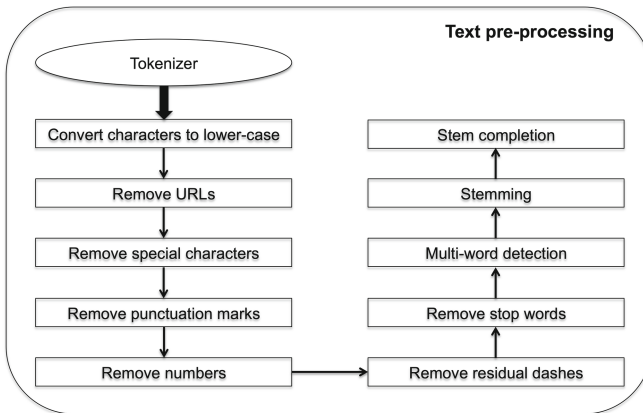 Text pre-processing
Tokenizer
Convert characters to lower-case
Remove URLs
Remove special characters
Remove punctuation marks
Remove numbers
Remove residual dashes
Remove stop words
Multi-word detection
Stemming
Stem completion